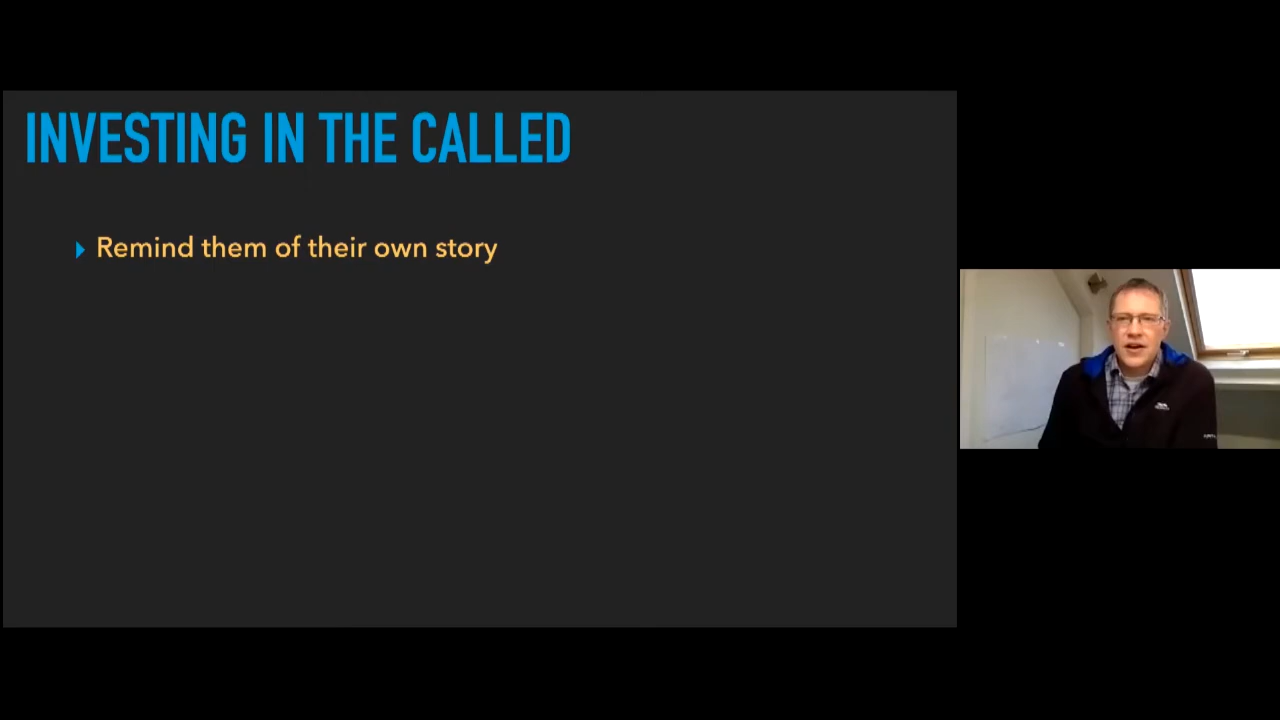 INVESTING IN THE CALLED
Remind them of their own story